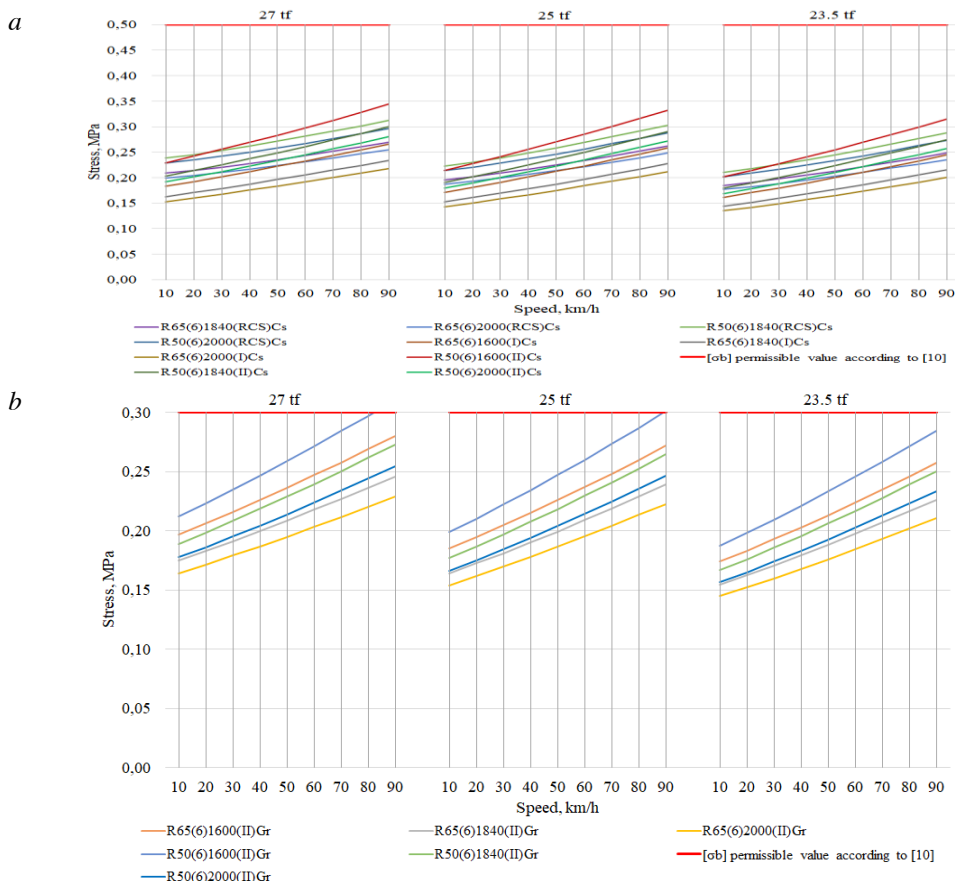 a
27 tf 25 tf 23.5 tf
0,50
0,45
0,40
0,35
0,30
0,25
0,20
0,15
0,10
0,05
0,00
Stress, MPa
10 20 30 40 50 60 70 80 90 10 20 30 40 50 60 70 80 90 10 20 30 40 50 60 70 80 90
Speed, km/h
R65(6)1840(RCS)Cs R65(6)2000(RCS)Cs R50(6)1840(RCS)Cs
R50(6)2000(RCS)Cs R65(6)1600(I)Cs R65(6)1840(I)Cs
R65(6)2000(I)Cs R50(6)1600(II)Cs [σb] permissible value according to [10]
R50(6)1840(II)Cs R50(6)2000(II)Cs
b
27 tf 25 tf 23.5 tf
0,30
0,25
0,20
0,15
0,10
0,05
0,00
Stress, MPa
10 20 30 40 50 60 70 80 90 10 20 30 40 50 60 70 80 90 10 20 30 40 50 60 70 80 90
Speed, km/h
R65(6)1600(II)Gr R65(6)1840(II)Gr R65(6)2000(II)Gr
R50(6)1600(II)Gr R50(6)1840(II)Gr [σb] permissible value according to [10]
R50(6)2000(II)Gr